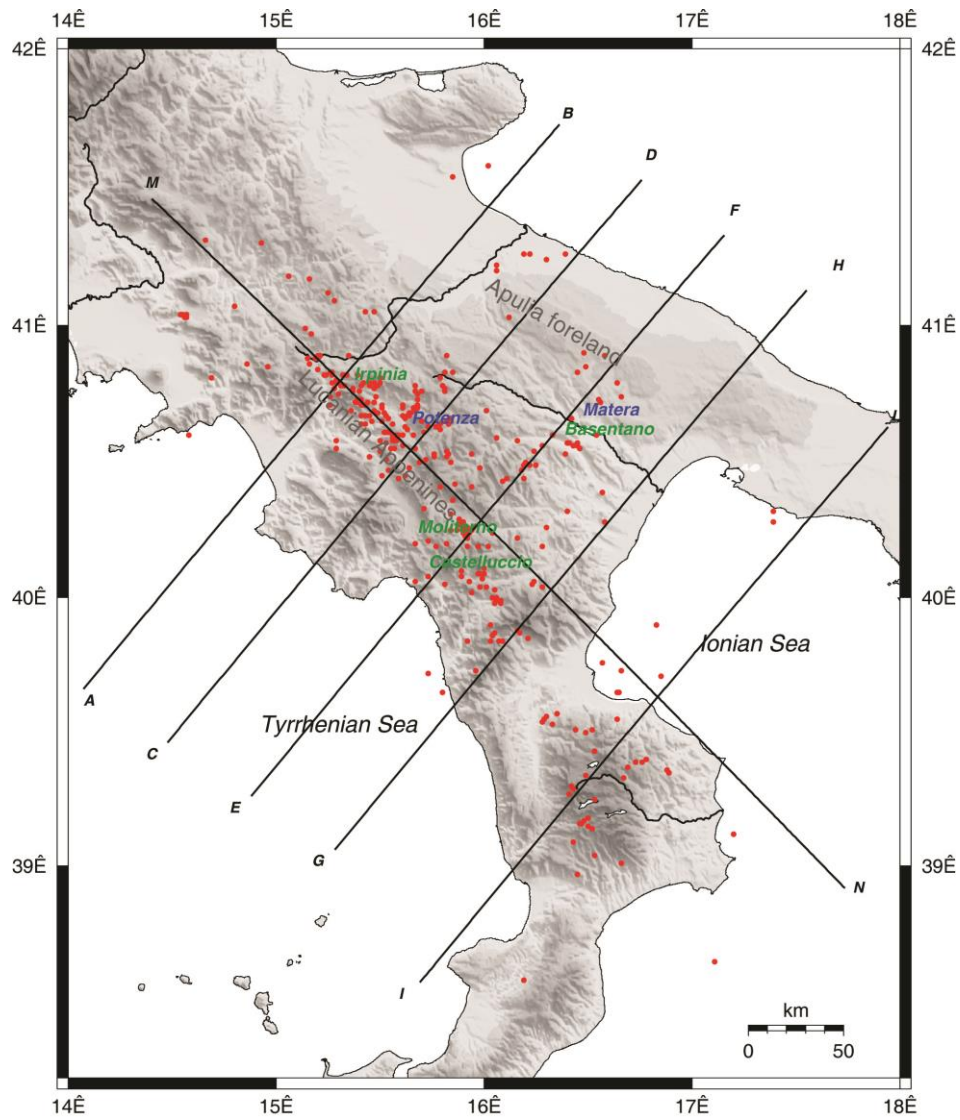 14Ê 15Ê 16Ê 17Ê 18Ê
42Ê 42Ê
B
D
M
F
H
41Ê 41Ê
Apulia foreland
Irpinia
Lucanian Appenines
Potenza
Matera
Basentano
L
Moliterno
Castelluccio
40Ê 40Ê
Ionian Sea
A
Tyrrhenian Sea
C
E
G
39Ê 39Ê
N
I
km
0 50
14Ê 15Ê 16Ê 17Ê 18Ê